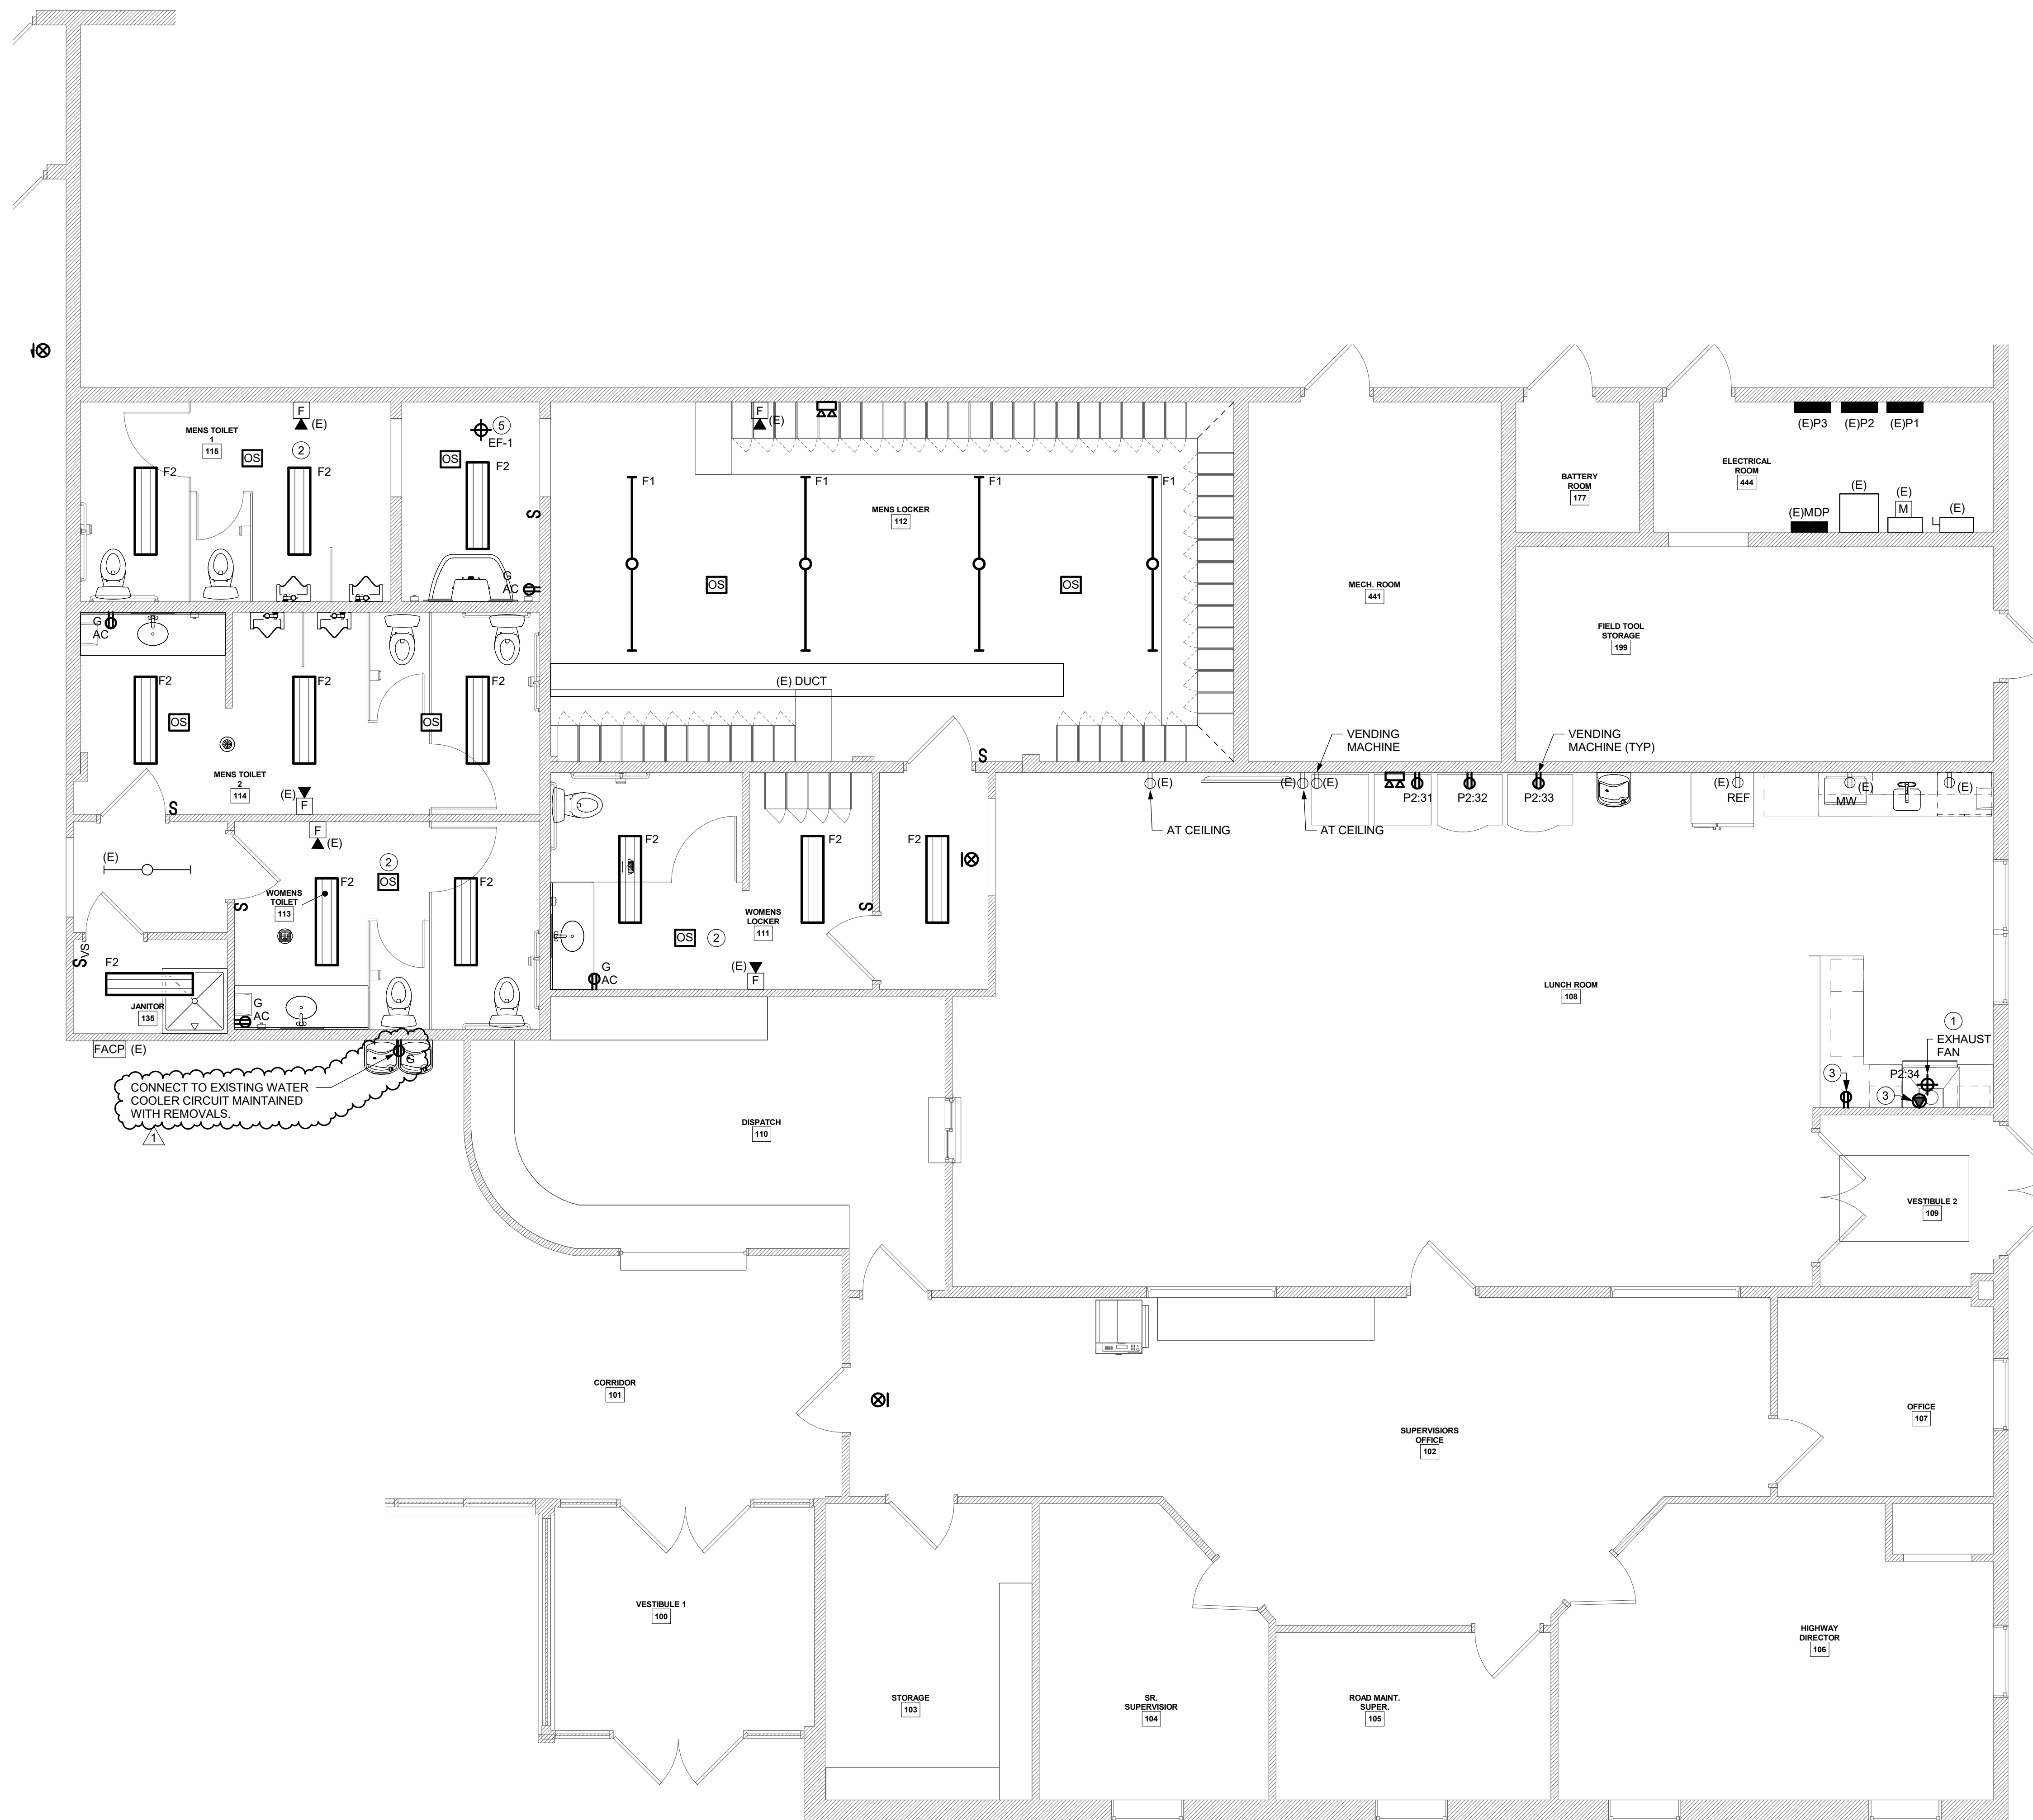 F
(E)
MENS TOILET
1
115
OS
2
F2
F2
5
EF-1
OS
F2
S
G
AC
F
(E)
F1
F1
F1
F1
MENS LOCKER
112
OS
OS
(E) DUCT
S
(E)P3
(E)P2
(E)P1
ELECTRICAL
ROOM
444
(E)
(E)
M
(E)
(E)MDP
BATTERY
ROOM
177
MECH. ROOM
441
FIELD TOOL
STORAGE
199
G
AC
F2
F2
F2
OS
OS
MENS TOILET
2
114
(E)
F
S
F
(E)
(E)
2
OS
F2
F2
WOMENS
TOILET
113
S
SVS
F2
JANITOR
135
G
AC
FACP
(E)
G
CONNECT TO EXISTING WATER
COOLER CIRCUIT MAINTAINED
WITH REMOVALS.
1
F2
F2
F2
WOMENS
LOCKER
111
S
OS
2
(E)
F
G
AC
VENDING
MACHINE
VENDING
MACHINE (TYP)
(E)
(E)
(E)
P2:31
P2:32
P2:33
(E)
REF
(E)
MW
(E)
AT CEILING
AT CEILING
LUNCH ROOM
108
1
EXHAUST
FAN
P2:34
3
3
DISPATCH
110
VESTIBULE 2
109
CORRIDOR
101
SUPERVISIORS
OFFICE
102
OFFICE
107
VESTIBULE 1
100
STORAGE
103
SR.
SUPERVISIOR
104
ROAD MAINT.
SUPER.
105
HIGHWAY
DIRECTOR
106